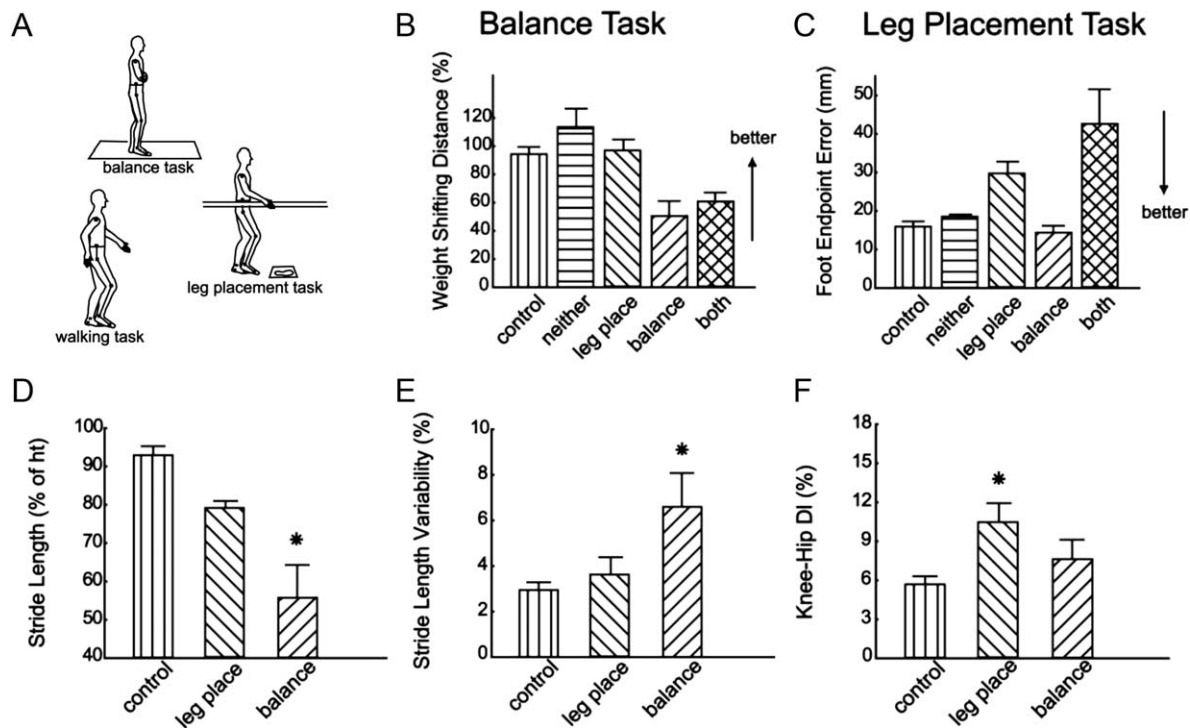 A
balance task
leg placement task
walking task
B
Balance Task
Weight Shifting Distance (%)
120
100
80
60
40
20
0
better
control
neither
leg place
balance
both
C
Leg Placement Task
Foot Endpoint Error (mm)
50
40
30
20
10
0
better
control
neither
leg place
balance
both
D
Stride Length (% of ht)
100
90
80
70
60
50
40
*
control
leg place
balance
E
Stride Length Variability (%)
10
8
6
4
2
0
*
control
leg place
balance
F
Knee-Hip DI (%)
18
15
12
9
6
3
0
*
control
leg place
balance